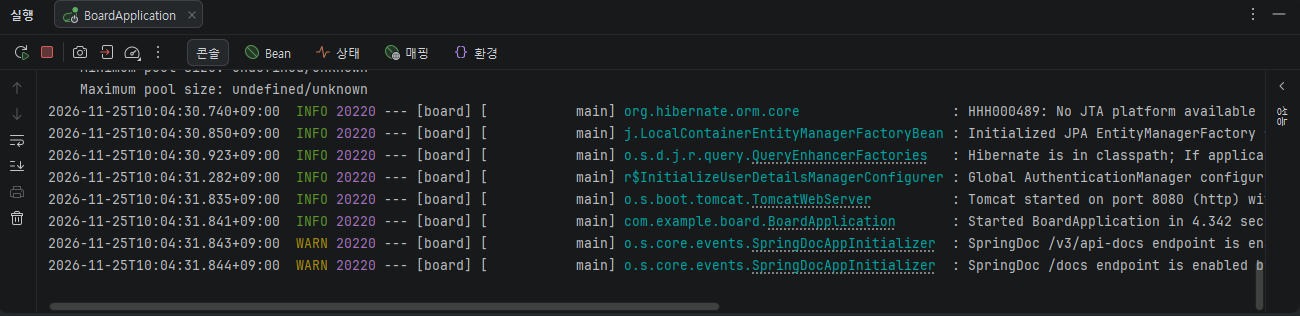 실행 BoardApplication
콘솔 Bean 상태 매핑 환경
Minimum pool size: undefined/unknown
Maximum pool size: undefined/unknown
2026-11-25T10:04:30.740+09:00  INFO 20220 --- [board] [           main] org.hibernate.orm.core                   : HHH000489: No JTA platform available
2026-11-25T10:04:30.850+09:00  INFO 20220 --- [board] [           main] j.LocalContainerEntityManagerFactoryBean : Initialized JPA EntityManagerFactory
2026-11-25T10:04:30.923+09:00  INFO 20220 --- [board] [           main] o.s.d.j.r.query.QueryEnhancerFactories   : Hibernate is in classpath; If applica
2026-11-25T10:04:31.282+09:00  INFO 20220 --- [board] [           main] r$InitializeUserDetailsManagerConfigurer : Global AuthenticationManager configur
2026-11-25T10:04:31.835+09:00  INFO 20220 --- [board] [           main] o.s.boot.tomcat.TomcatWebServer          : Tomcat started on port 8080 (http) wi
2026-11-25T10:04:31.841+09:00  INFO 20220 --- [board] [           main] com.example.board.BoardApplication       : Started BoardApplication in 4.342 sec
2026-11-25T10:04:31.843+09:00  WARN 20220 --- [board] [           main] o.s.core.events.SpringDocAppInitializer  : SpringDoc /v3/api-docs endpoint is en
2026-11-25T10:04:31.844+09:00  WARN 20220 --- [board] [           main] o.s.core.events.SpringDocAppInitializer  : SpringDoc /docs endpoint is enabled b